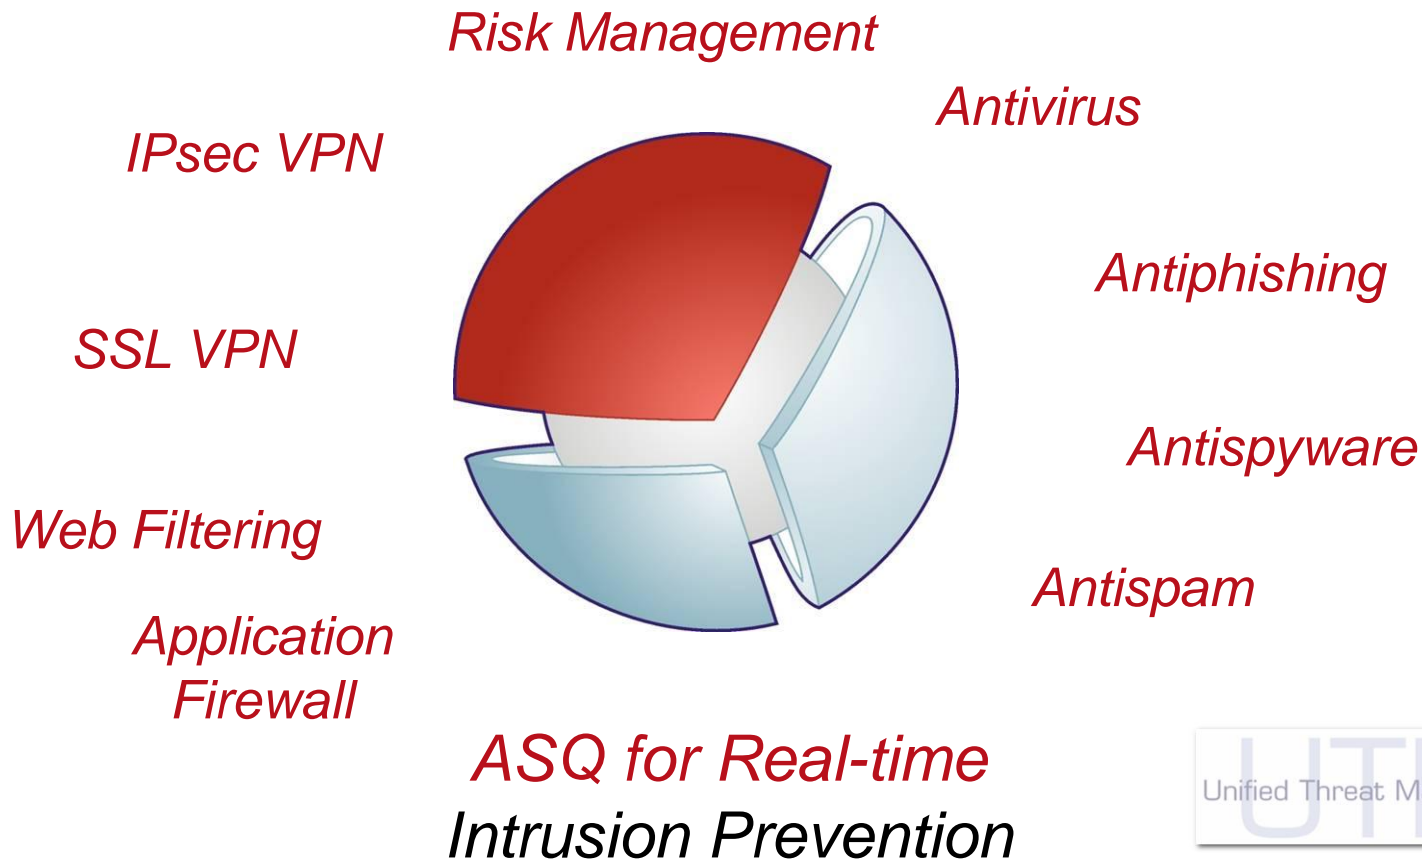 Risk Management
Antivirus
IPsec VPN
Antiphishing
SSL VPN
Antispyware
Web Filtering
Antispam
Application
Firewall
ASQ for Real-time
Intrusion Prevention
Unified Threat M